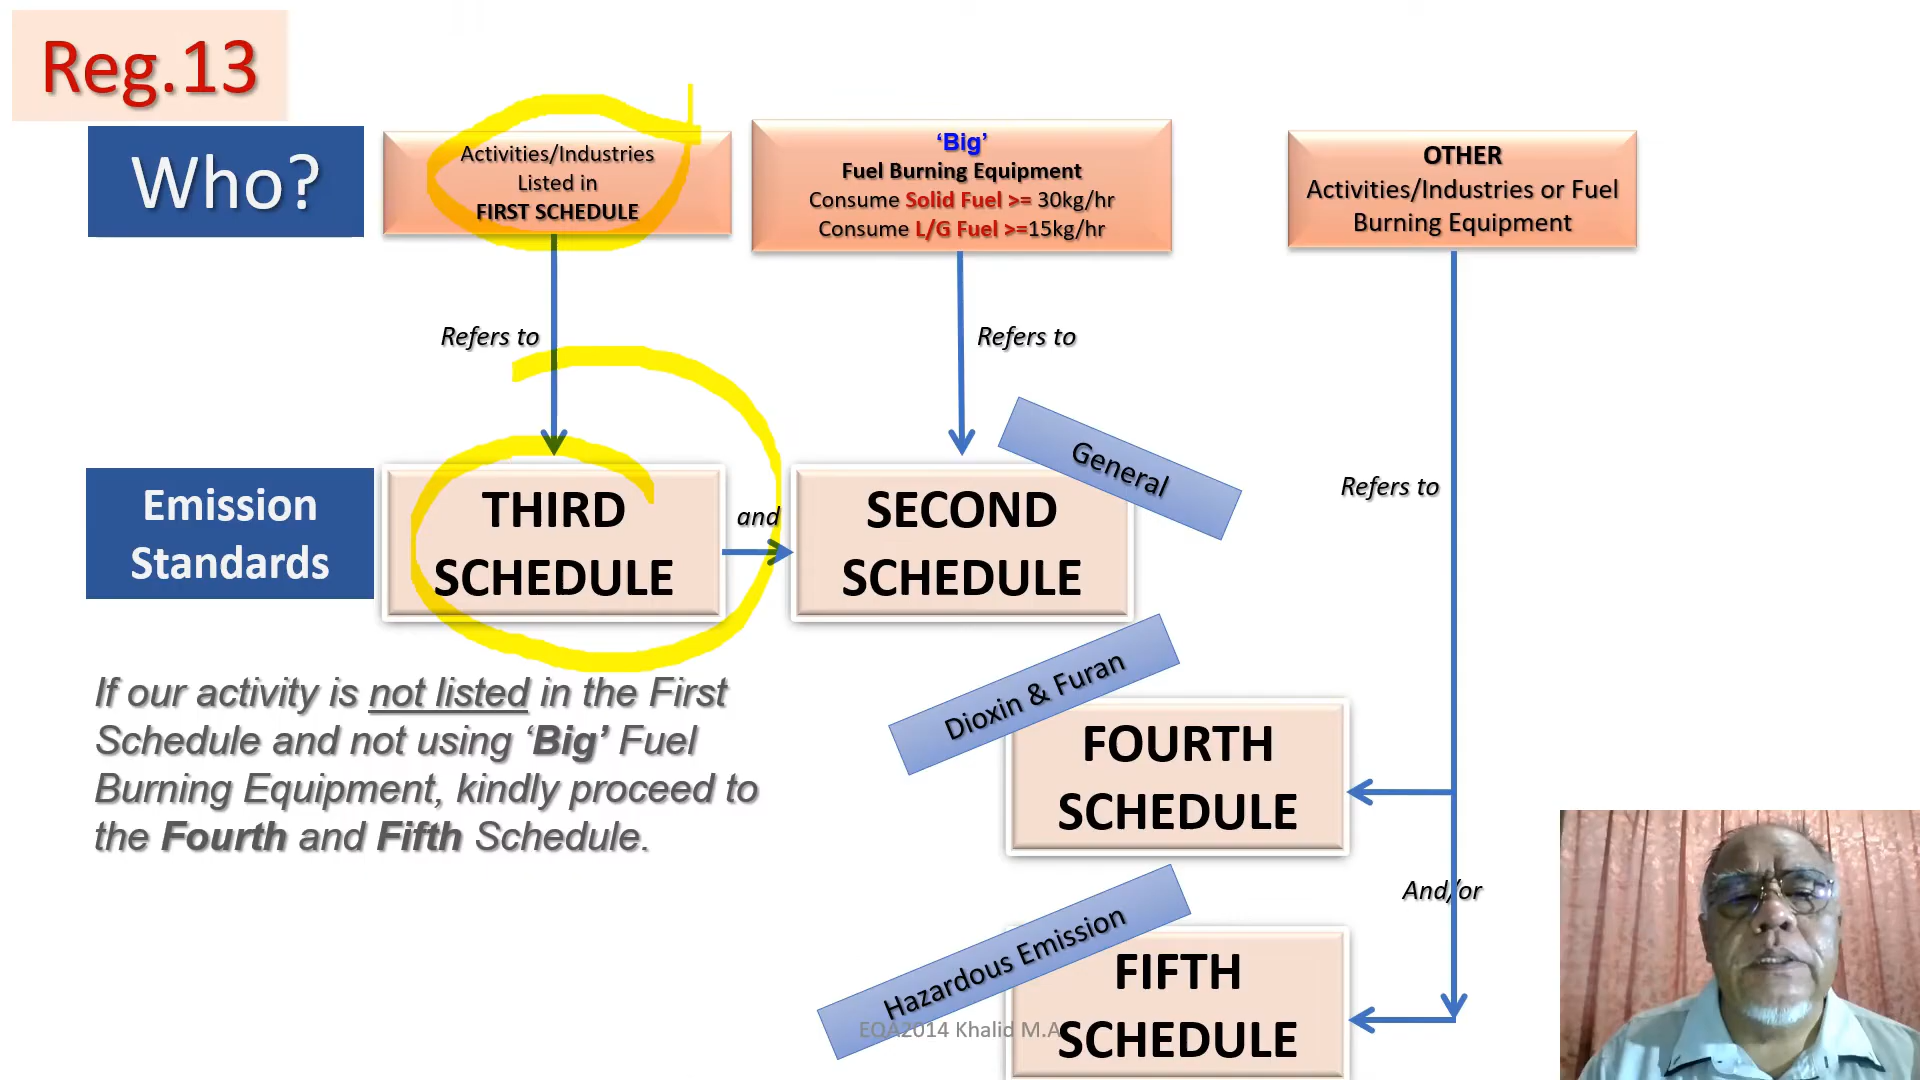 Reg.13
Who?
Activities/Industries
Listed in
FIRST SCHEDULE
‘Big’
Fuel Burning Equipment
Consume Solid Fuel >= 30kg/hr
Consume L/G Fuel >=15kg/hr
OTHER
Activities/Industries or Fuel
Burning Equipment
Refers to
Refers to
Refers to
General
Emission
Standards
THIRD
SCHEDULE
and
SECOND
SCHEDULE
If our activity is not listed in the First
Schedule and not using ‘Big’ Fuel
Burning Equipment, kindly proceed to
the Fourth and Fifth Schedule.
Dioxin & Furan
FOURTH
SCHEDULE
And/or
Hazardous Emission
FIFTH
SCHEDULE
EQA2014 Khalid M.A